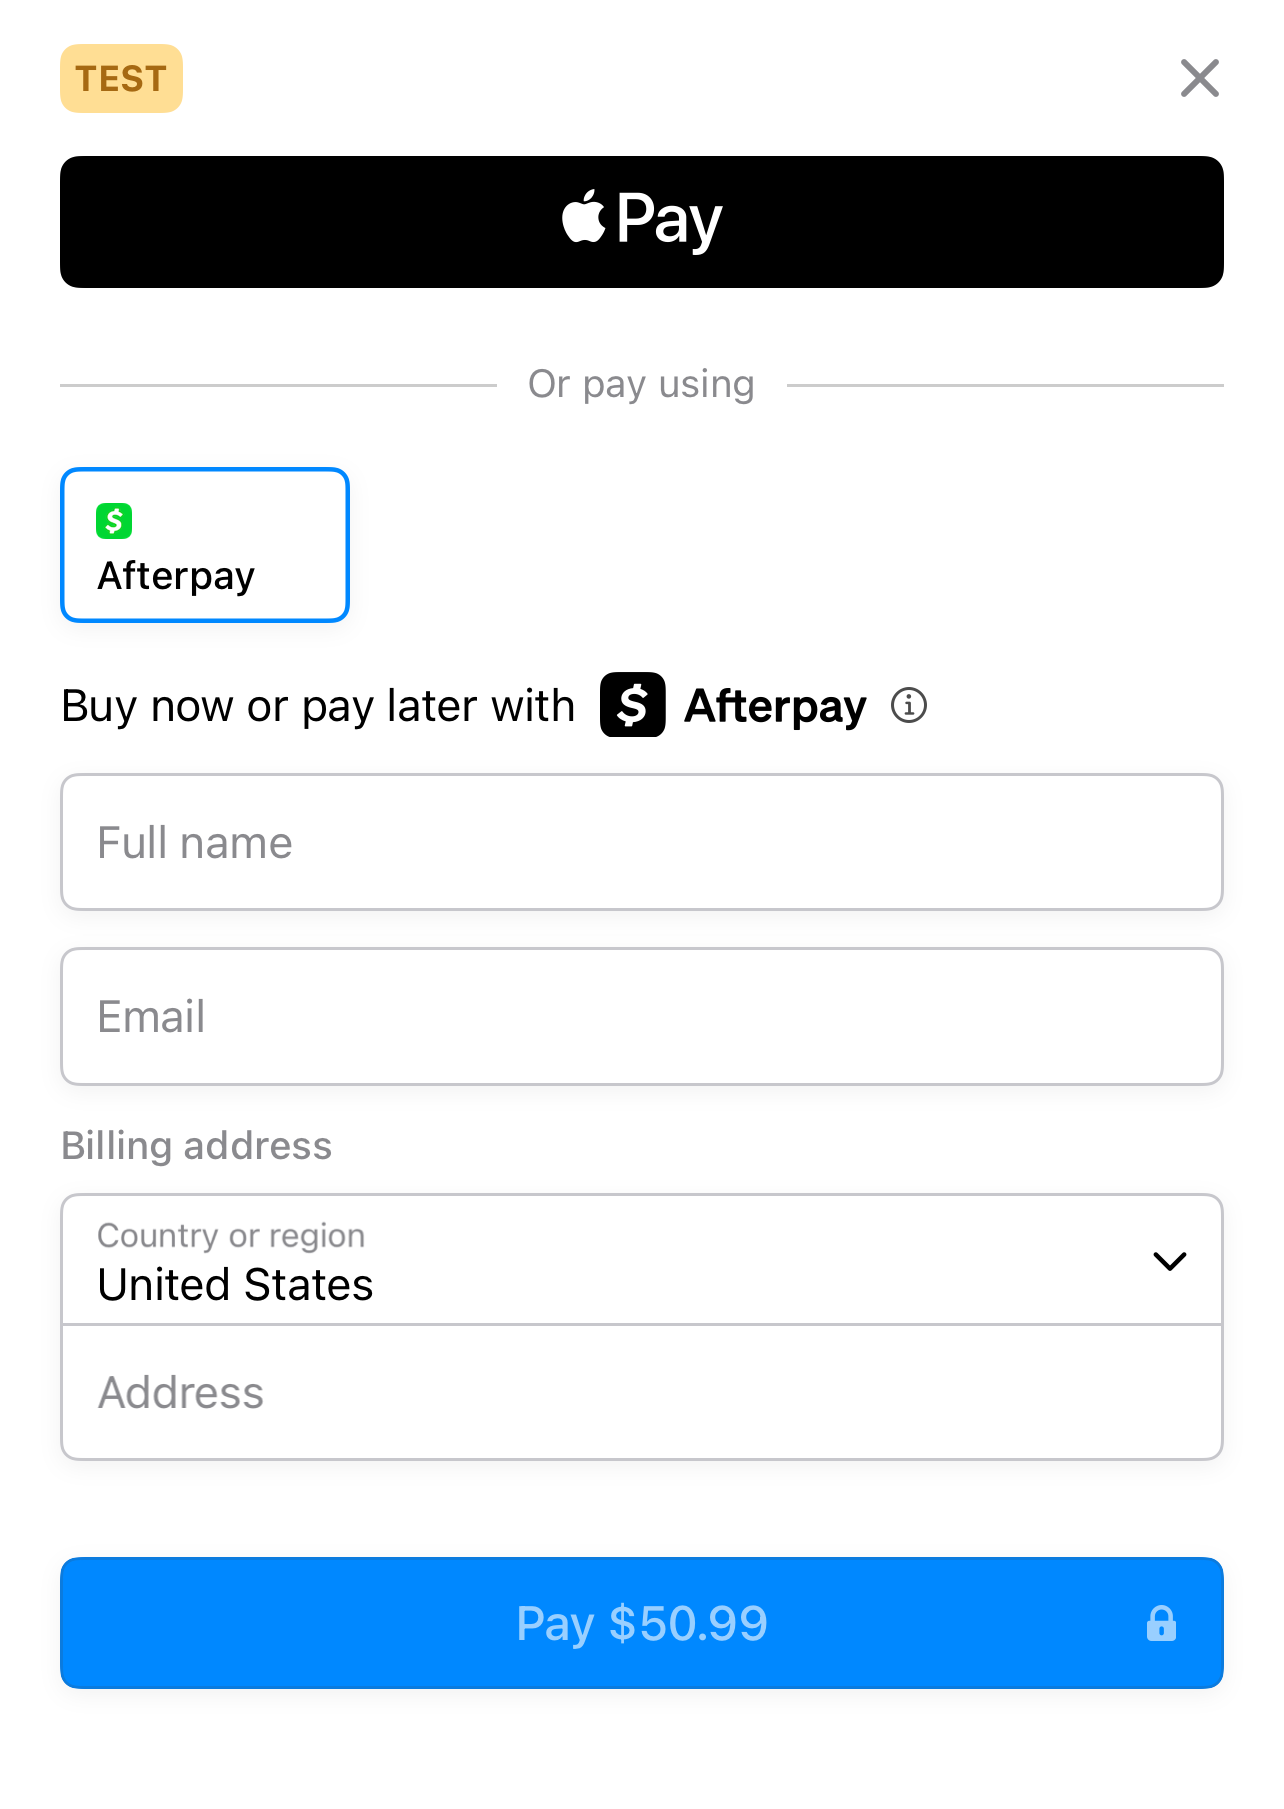 TEST
Pay
Or pay using
$
Afterpay
Buy now or pay later with $ Afterpay i
Full name
Email
Billing address
Country or region
United States
Address
Pay $50.99